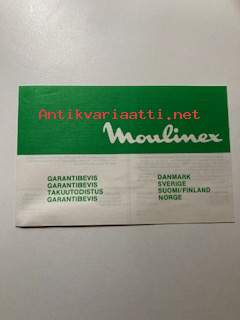 Antikvariaatti.net
Moulinex
GARANTIBEVIS DANMARK
GARANTIBEVIS SVERIGE
TAKUUTODISTUS SUOMI/FINLAND
GARANTIBEVIS NORGE